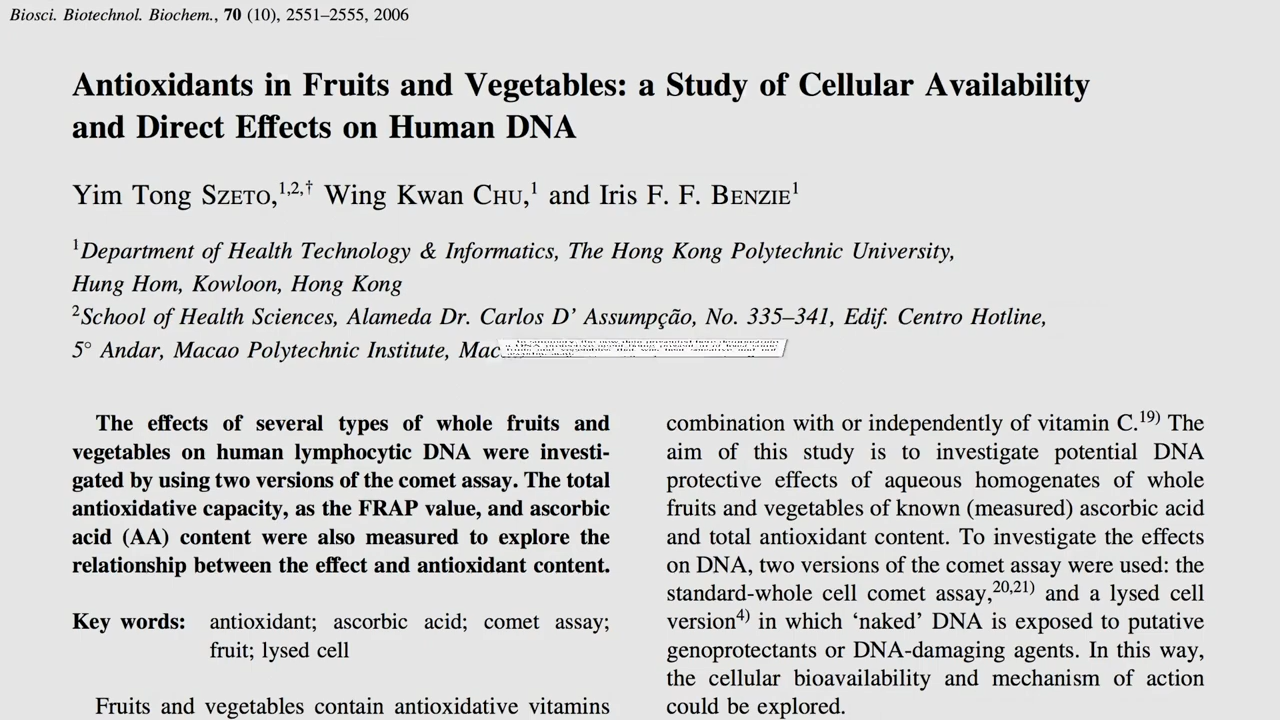 Biosci. Biotechnol. Biochem., 70 (10), 2551–2555, 2006
Antioxidants in Fruits and Vegetables: a Study of Cellular Availability
and Direct Effects on Human DNA
Yim Tong SZETO,1,2,† Wing Kwan CHU,1 and Iris F. F. BENZIE1
1Department of Health Technology & Informatics, The Hong Kong Polytechnic University,
Hung Hom, Kowloon, Hong Kong
2School of Health Sciences, Alameda Dr. Carlos D' Assumpção, No. 335–341, Edif. Centro Hotline,
5° Andar, Macao Polytechnic Institute,
The effects of several types of whole fruits and
vegetables on human lymphocytic DNA were investi-
gated by using two versions of the comet assay. The total
antioxidative capacity, as the FRAP value, and ascorbic
acid (AA) content were also measured to explore the
relationship between the effect and antioxidant content.
Key words: antioxidant; ascorbic acid; comet assay;
fruit; lysed cell
Fruits and vegetables contain antioxidative vitamins
combination with or independently of vitamin C.19) The
aim of this study is to investigate potential DNA
protective effects of aqueous homogenates of whole
fruits and vegetables of known (measured) ascorbic acid
and total antioxidant content. To investigate the effects
on DNA, two versions of the comet assay were used: the
standard-whole cell comet assay,20,21) and a lysed cell
version4) in which 'naked' DNA is exposed to putative
genoprotectants or DNA-damaging agents. In this way,
the cellular bioavailability and mechanism of action
could be explored.